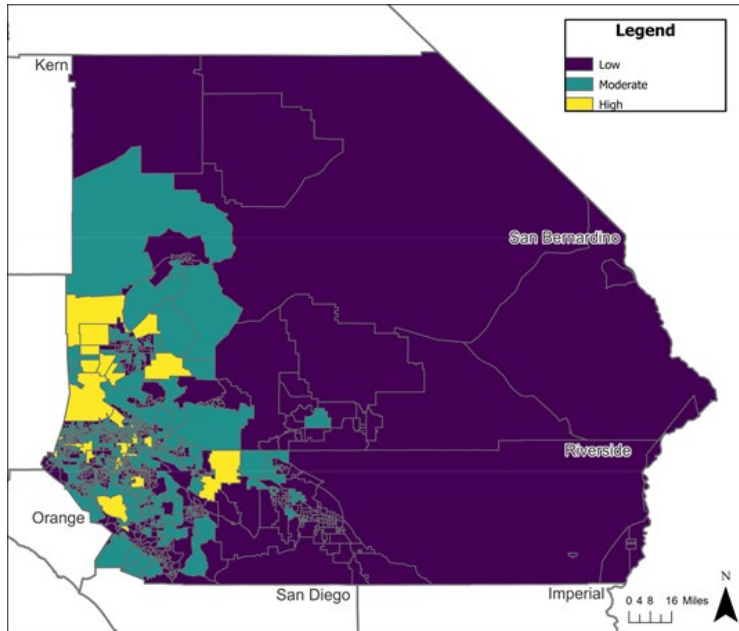 Legend
Low
Moderate
High
Kern
San Bernardino
Riverside
Orange
San Diego
Imperial
N
0 4 8 16 Miles